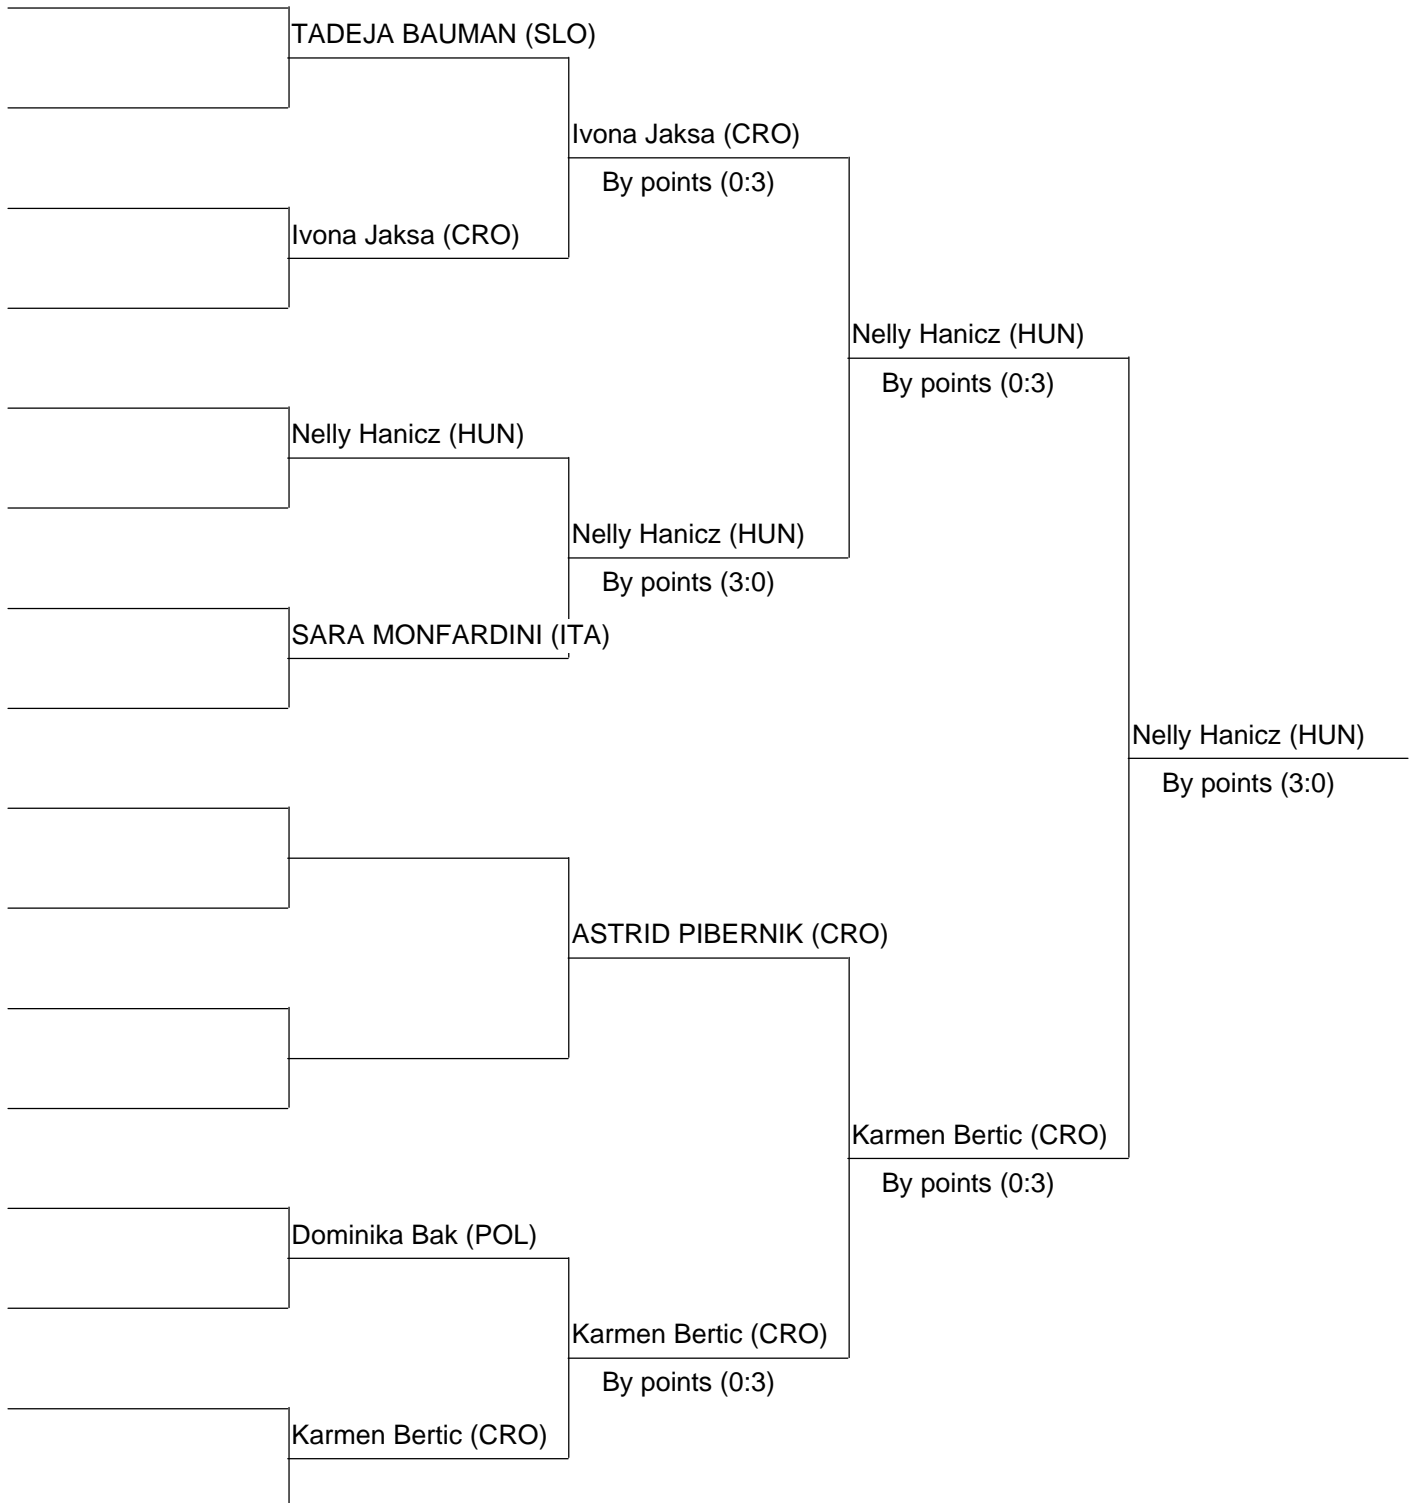 TADEJA BAUMAN (SLO)
Ivona Jaksa (CRO)
By points (0:3)
Ivona Jaksa (CRO)
Nelly Hanicz (HUN)
By points (0:3)
Nelly Hanicz (HUN)
Nelly Hanicz (HUN)
By points (3:0)
SARA MONFARDINI (ITA)
Nelly Hanicz (HUN)
By points (3:0)
ASTRID PIBERNIK (CRO)
Karmen Bertic (CRO)
By points (0:3)
Dominika Bak (POL)
Karmen Bertic (CRO)
By points (0:3)
Karmen Bertic (CRO)